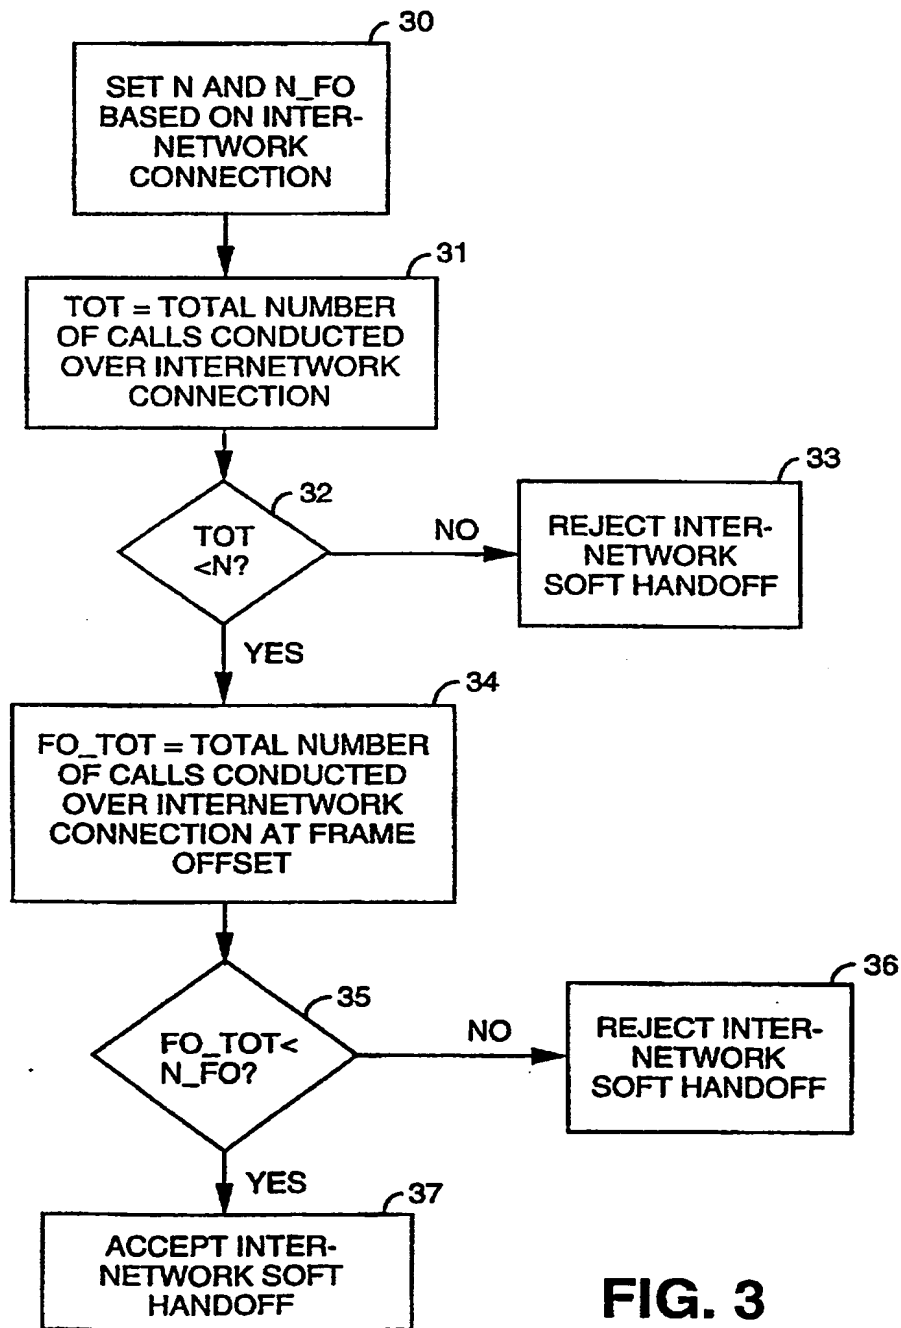 30
SET N AND N_FO
BASED ON INTER-
NETWORK
CONNECTION
31
TOT = TOTAL NUMBER
OF CALLS CONDUCTED
OVER INTERNETWORK
CONNECTION
32
TOT
<N?
NO
33
REJECT INTER-
NETWORK
SOFT HANDOFF
YES
34
FO_TOT = TOTAL NUMBER
OF CALLS CONDUCTED
OVER INTERNETWORK
CONNECTION AT FRAME
OFFSET
35
FO_TOT<
N_FO?
NO
36
REJECT INTER-
NETWORK
SOFT HANDOFF
YES
37
ACCEPT INTER-
NETWORK SOFT
HANDOFF
FIG. 3